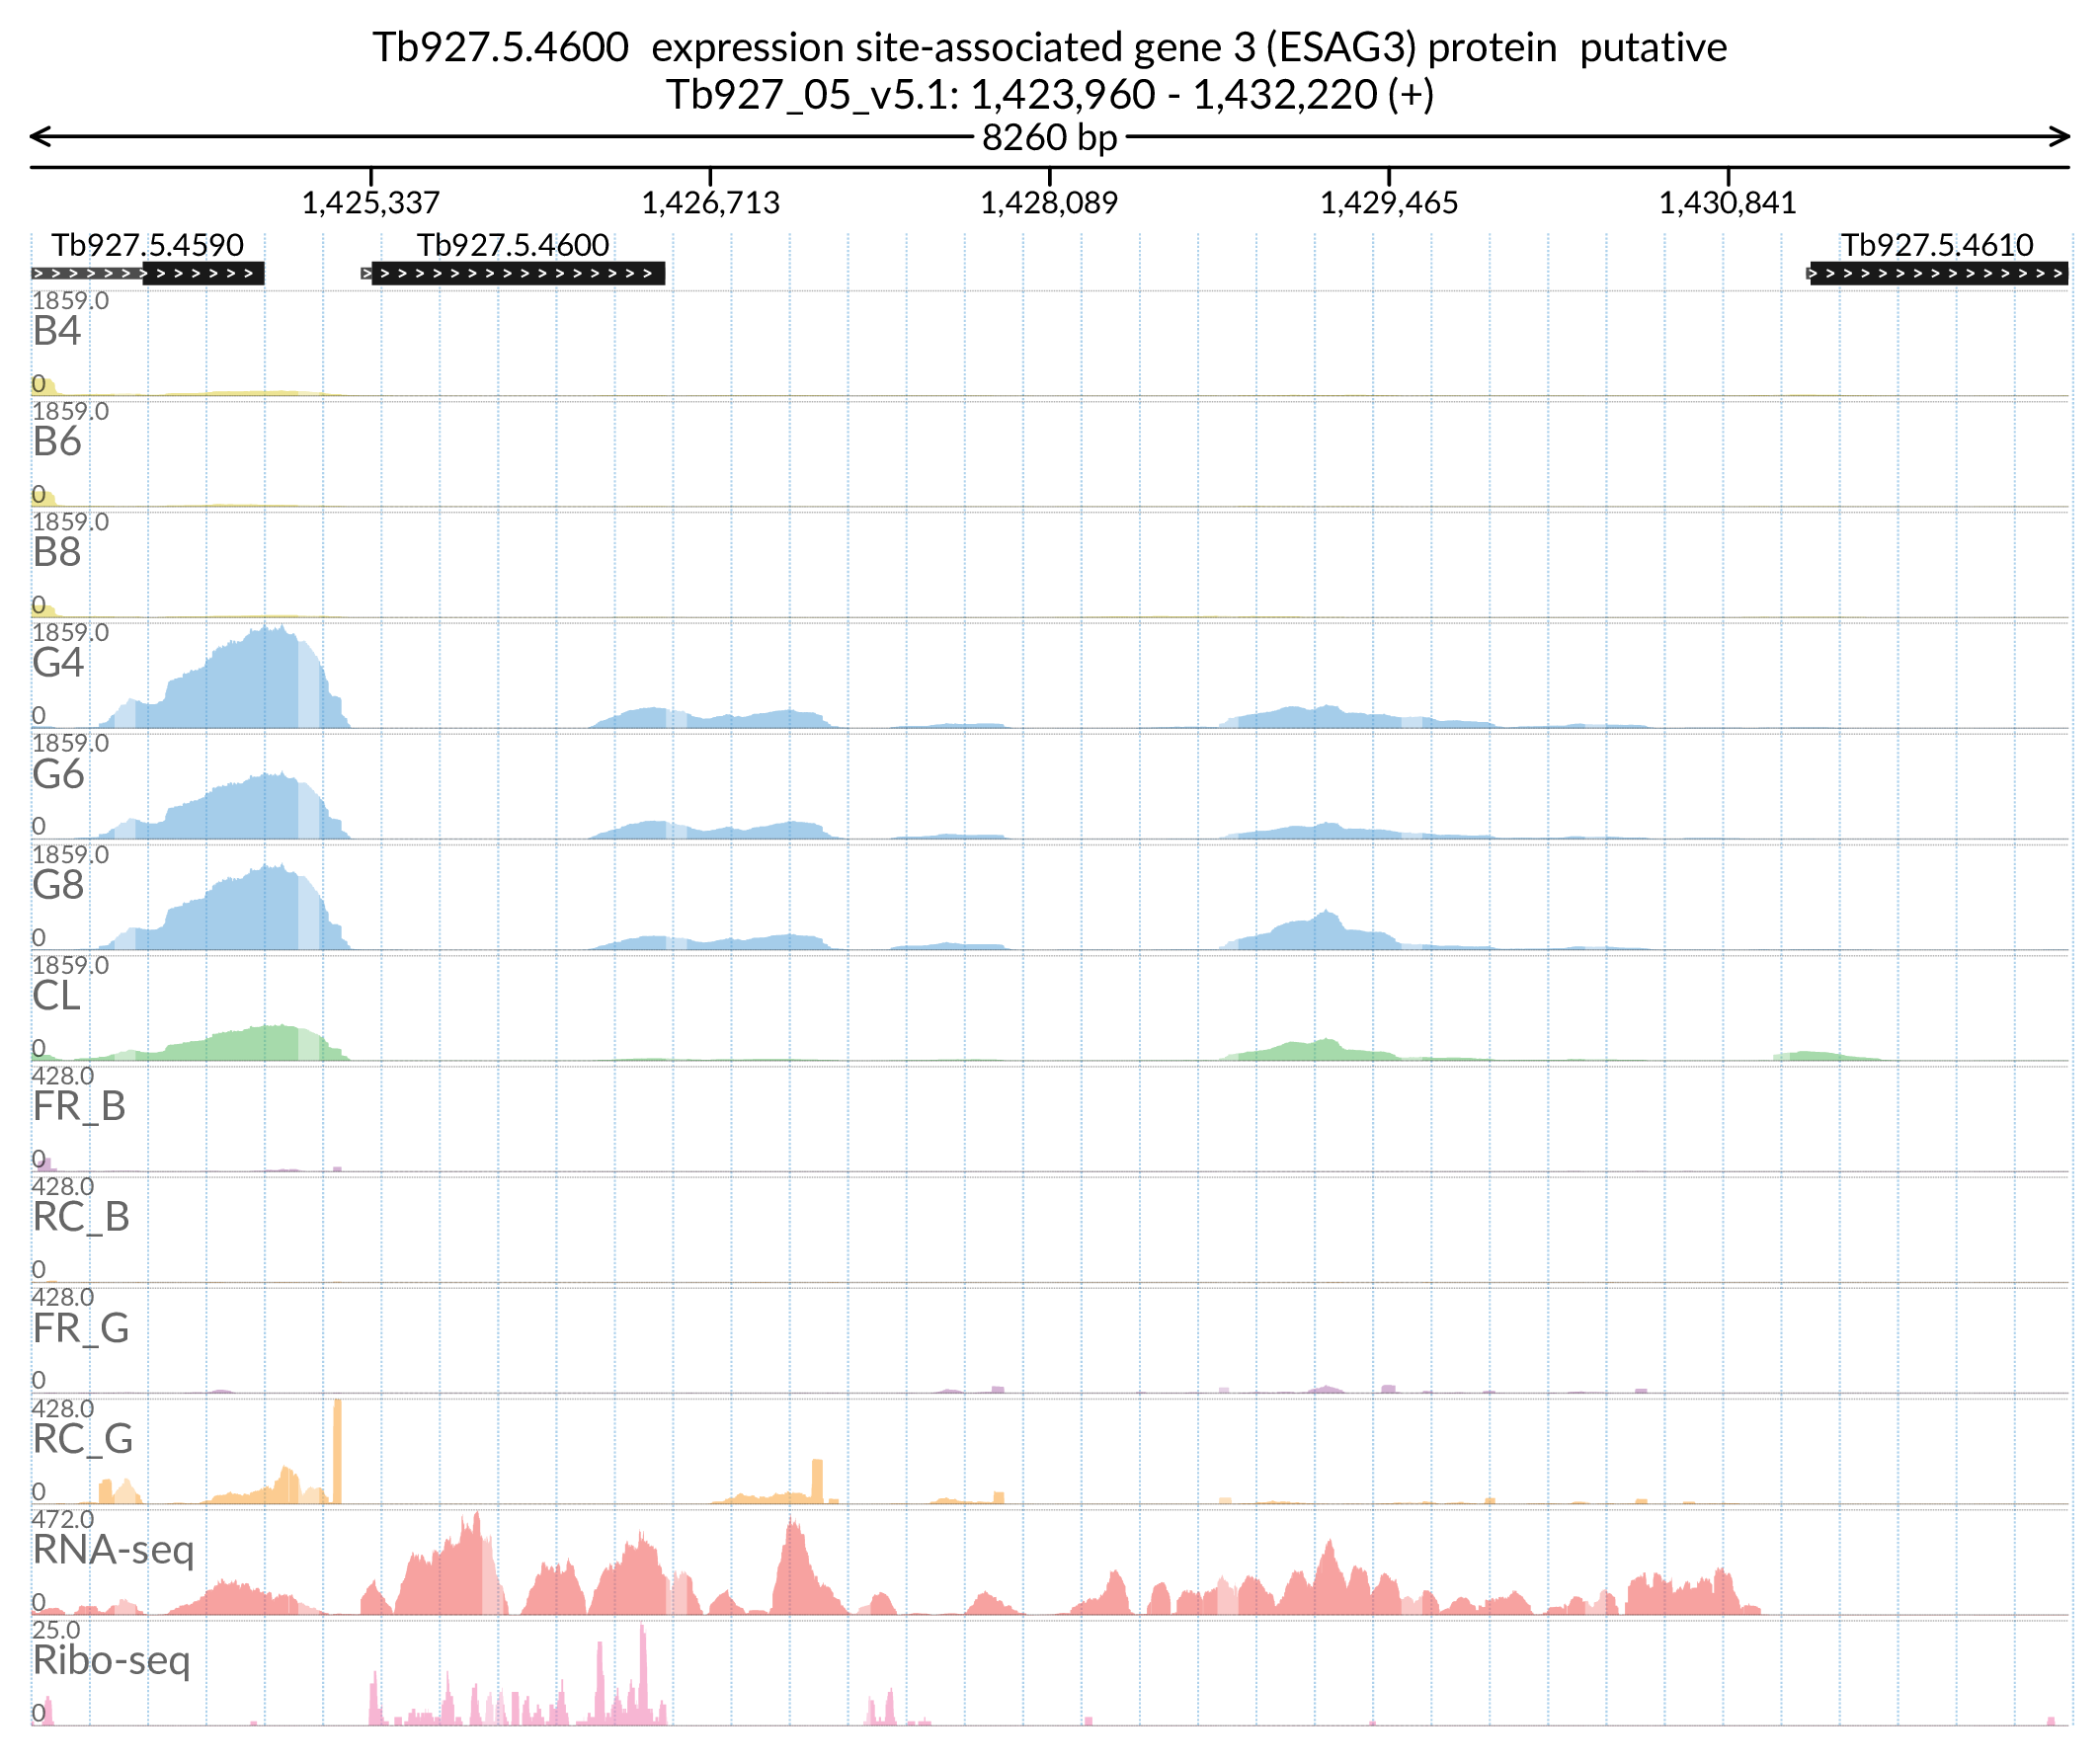 Tb927.5.4600  expression site-associated gene 3 (ESAG3) protein  putative
Tb927_05_v5.1: 1,423,960 - 1,432,220 (+)
8260 bp
1,425,337 1,426,713 1,428,089 1,429,465 1,430,841
Tb927.5.4590 Tb927.5.4600 Tb927.5.4610
1859.0
B4
0
1859.0
B6
0
1859.0
B8
0
1859.0
G4
0
1859.0
G6
0
1859.0
G8
0
1859.0
CL
0
428.0
FR_B
0
428.0
RC_B
0
428.0
FR_G
0
428.0
RC_G
0
472.0
RNA-seq
0
25.0
Ribo-seq
0